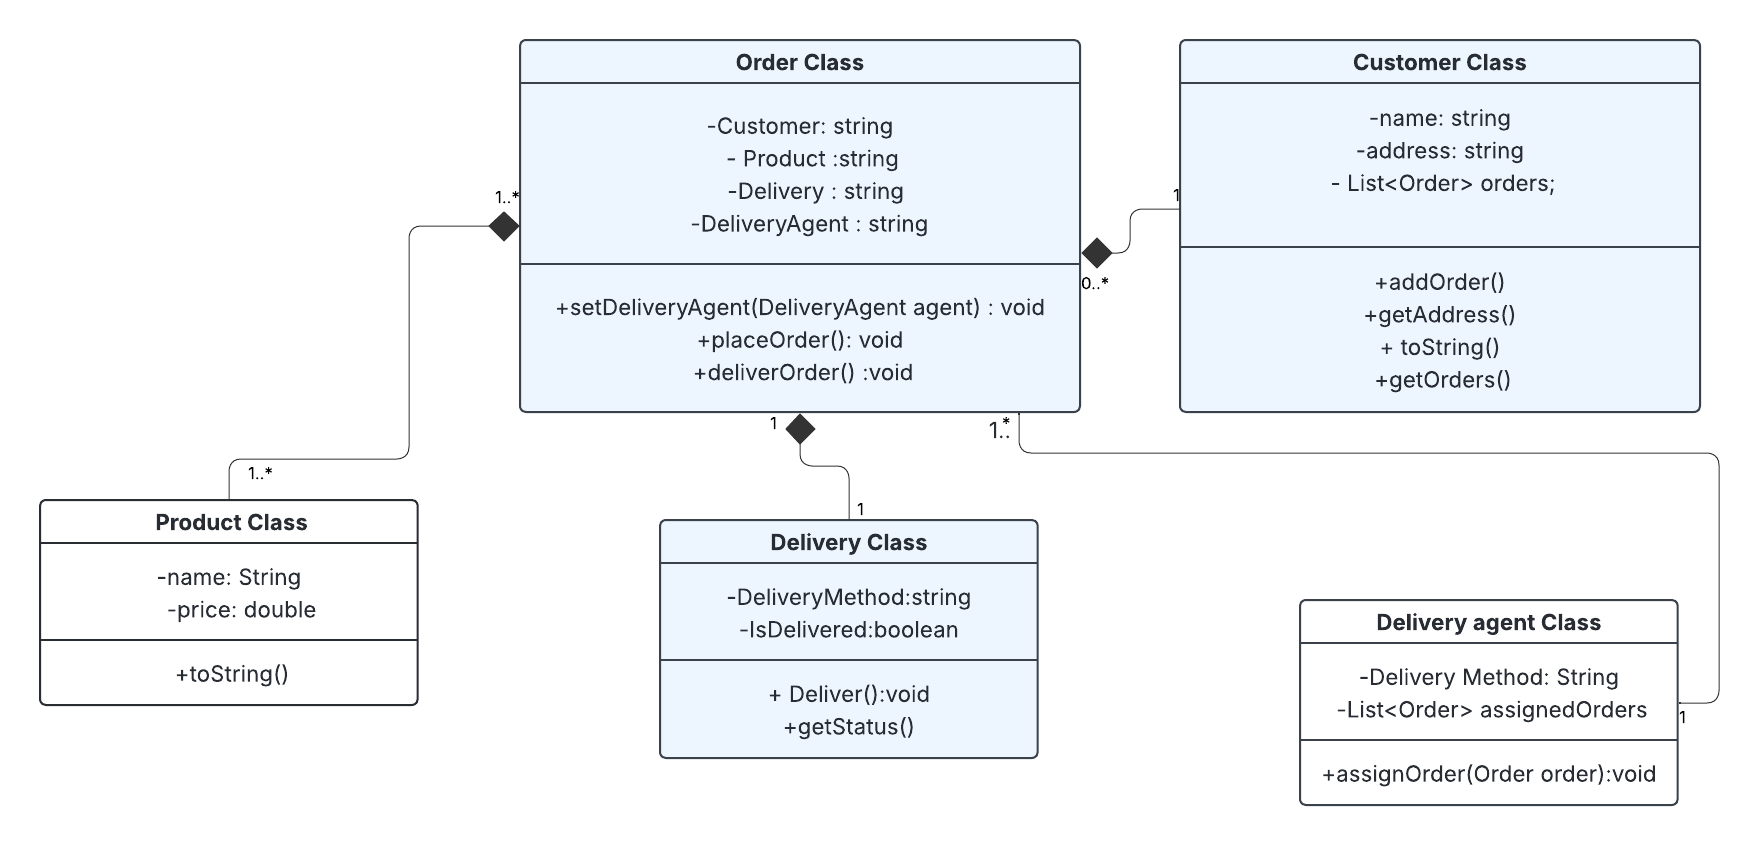 Order Class
-Customer: string
- Product :string
-Delivery : string
-DeliveryAgent : string
+setDeliveryAgent(DeliveryAgent agent) : void
+placeOrder(): void
+deliverOrder() :void
Customer Class
-name: string
-address: string
- List<Order> orders;
+addOrder()
+getAddress()
+ toString()
+getOrders()
1..*
1
0..*
1
1..*
1..*
1
Product Class
-name: String
-price: double
+toString()
Delivery Class
-DeliveryMethod:string
-IsDelivered:boolean
+ Deliver():void
+getStatus()
Delivery agent Class
-Delivery Method: String
-List<Order> assignedOrders
1
+assignOrder(Order order):void